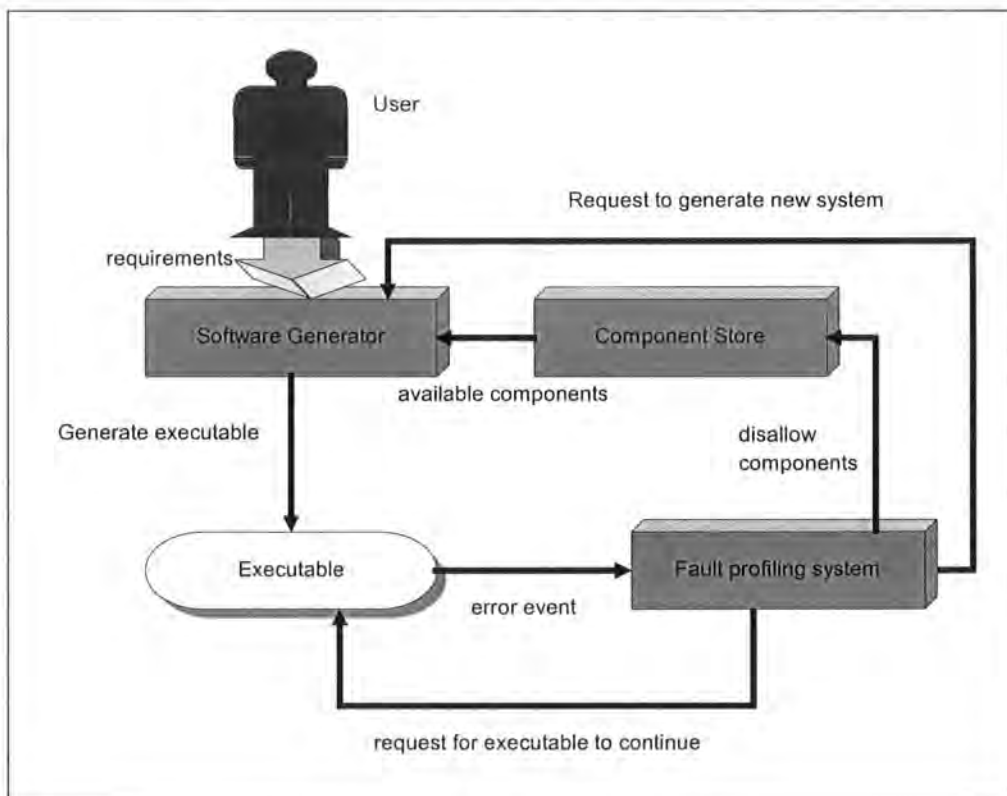 User
Request to generate new system
requirements
Software Generator
Component Store
available components
Generate executable
disallow
components
Executable
Fault profiling system
error event
request for executable to continue